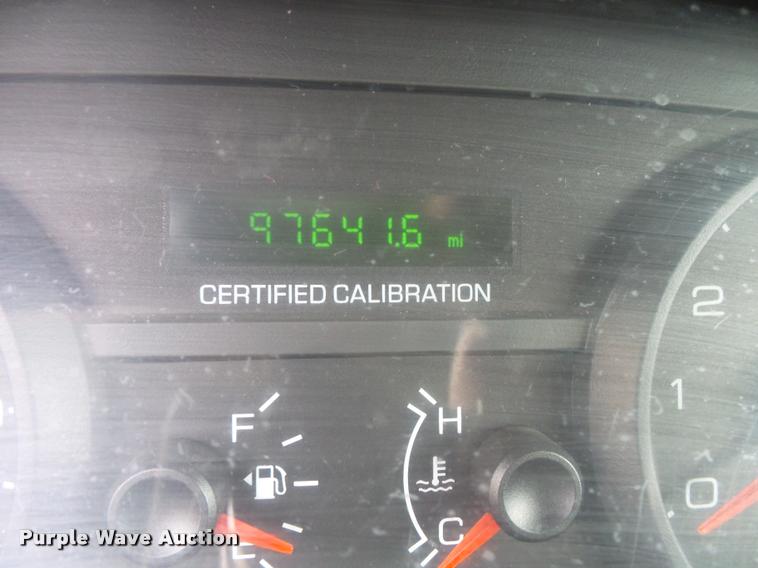 97641.6 mi
CERTIFIED CALIBRATION
F
H
2
1
0
C
E
Purple Wave Auction